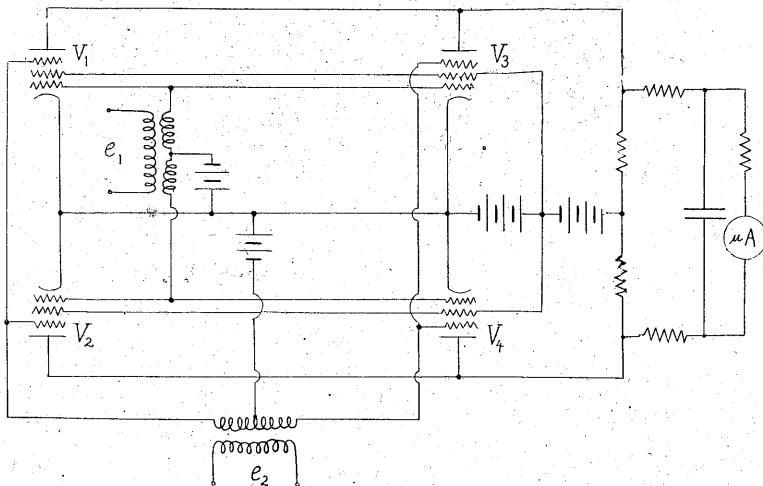 V₁
V₃
e₁
μA
V₂
V₄
e₂